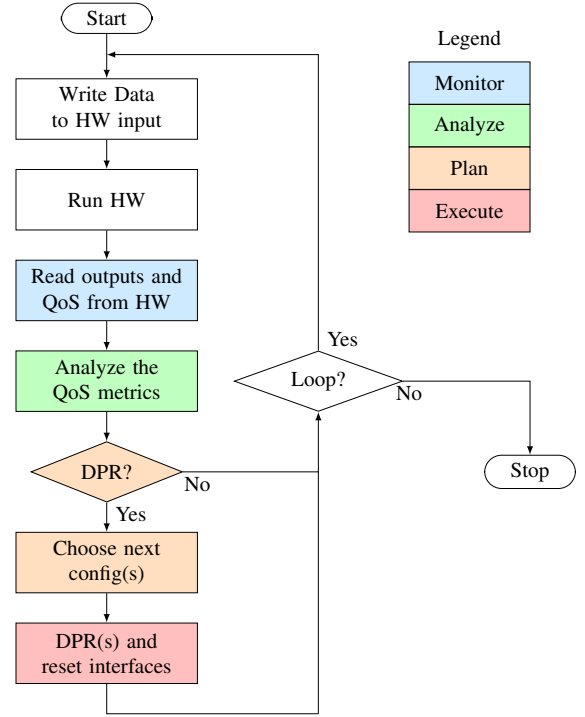 Start
Write Data
to HW input
Run HW
Read outputs and
QoS from HW
Analyze the
QoS metrics
DPR?
No
Yes
Choose next
config(s)
DPR(s) and
reset interfaces
Yes
Loop?
No
Stop
Legend
Monitor
Analyze
Plan
Execute